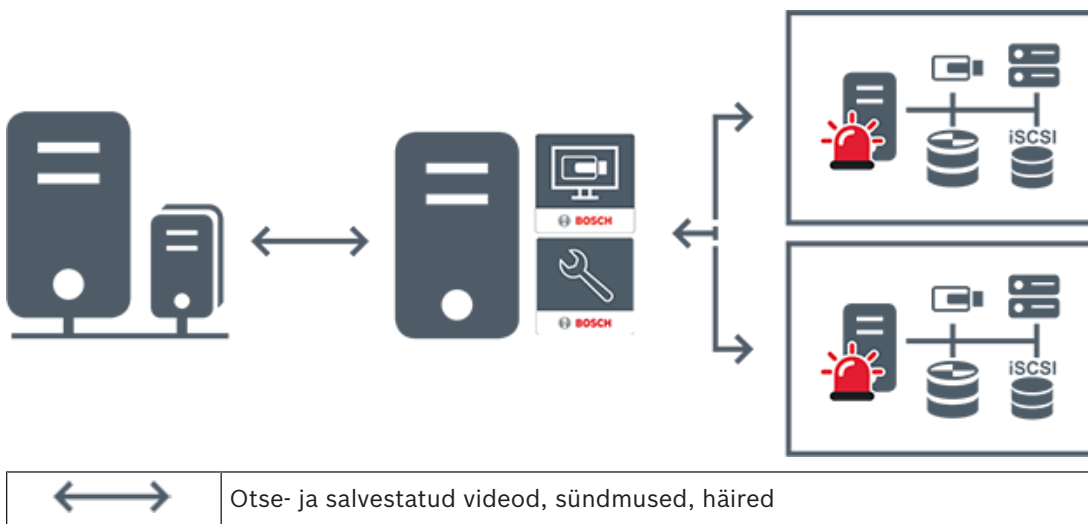 BOSCH
BOSCH
iSCSI
iSCSI
Otse- ja salvestatud videod, sündmused, häired